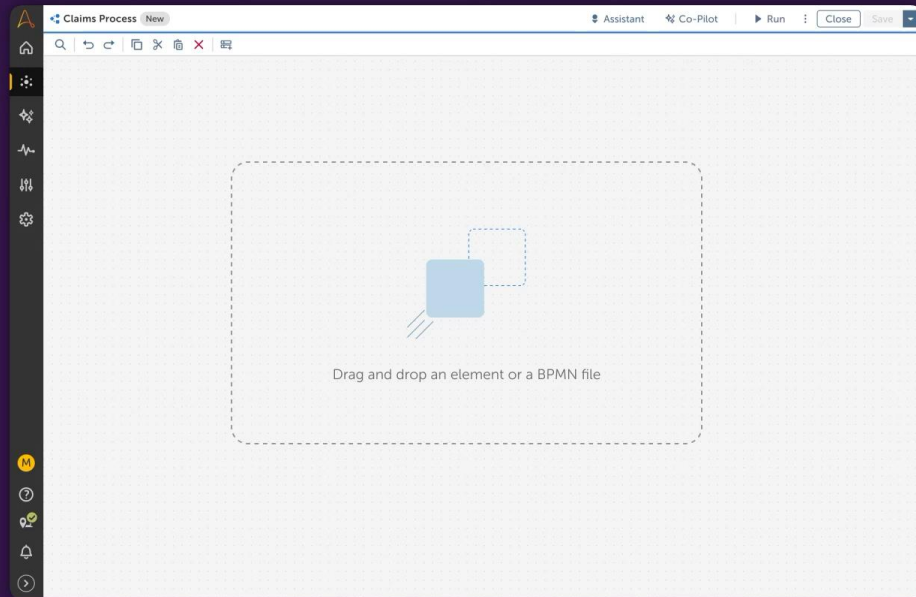 Claims Process New Assistant Co-Pilot Run Close Save
Drag and drop an element or a BPMN file
M